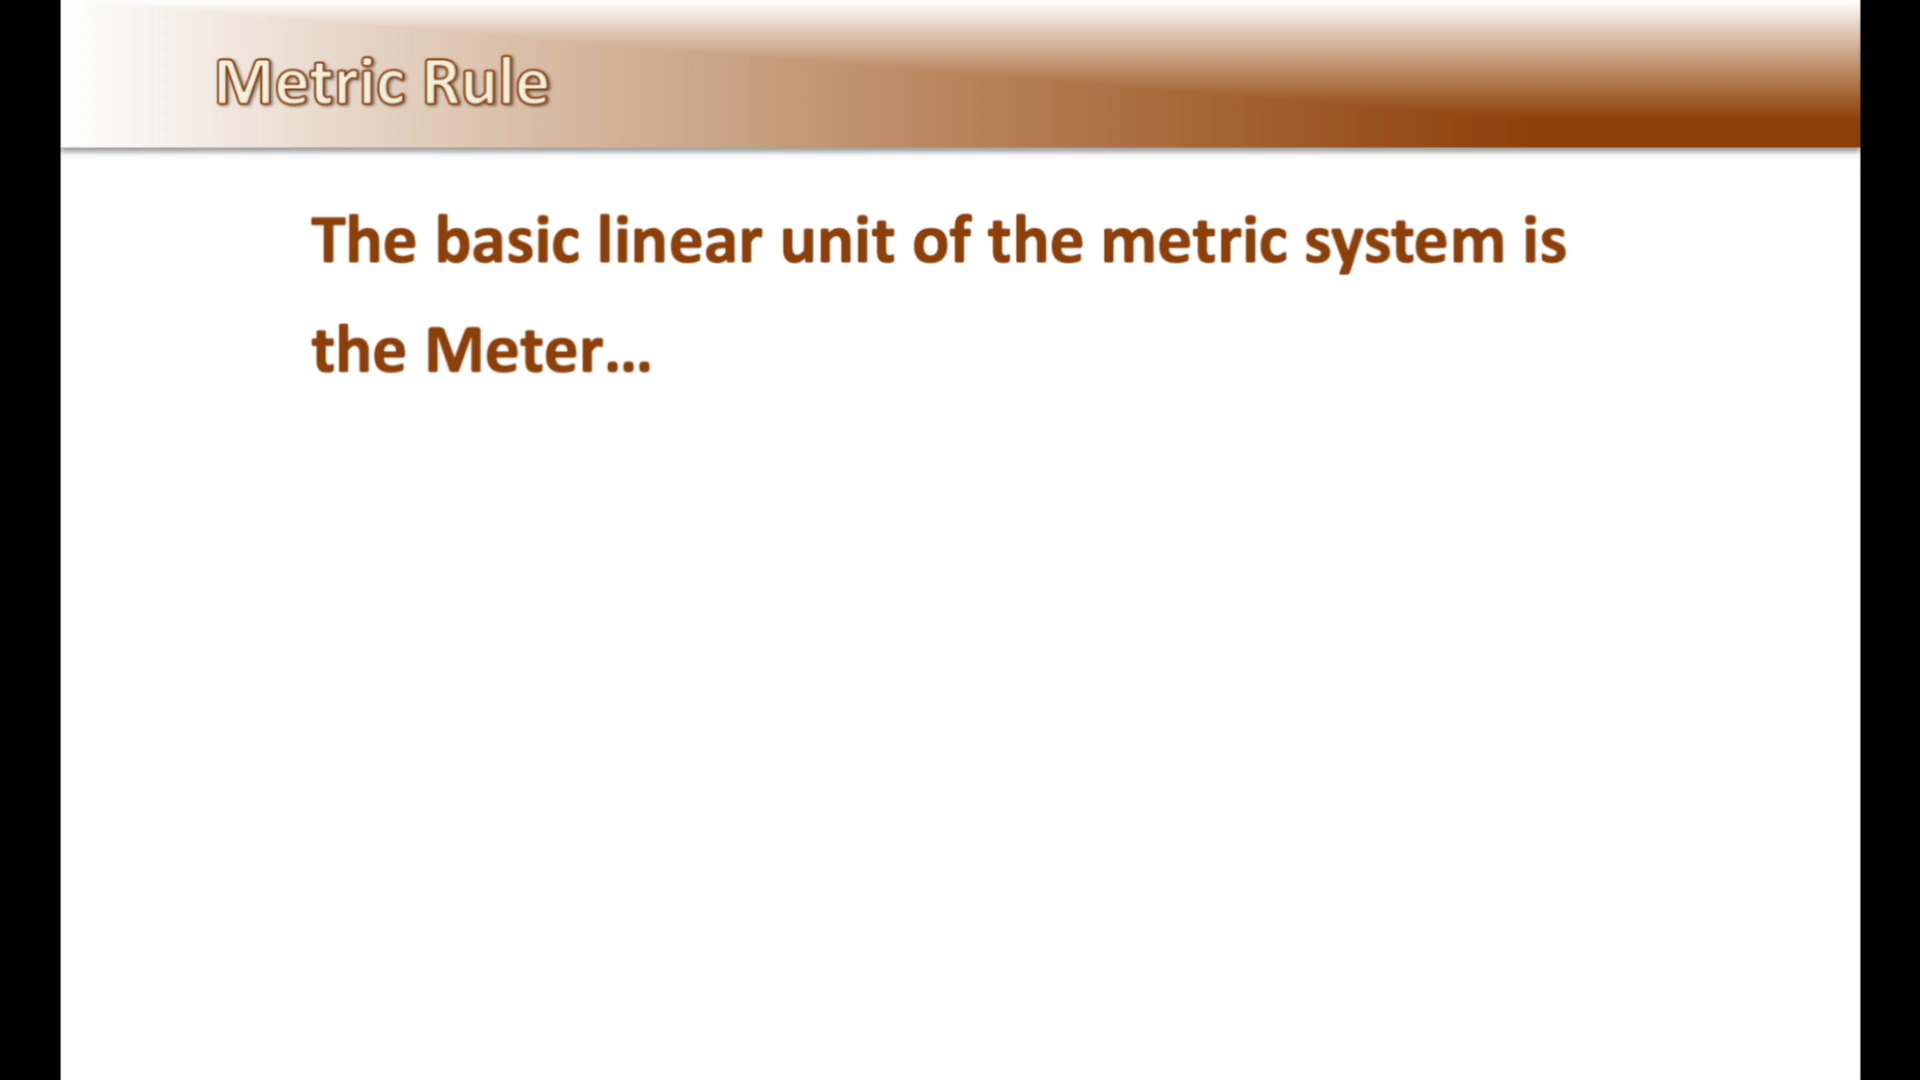 Metric Rule
The basic linear unit of the metric system is
the Meter...